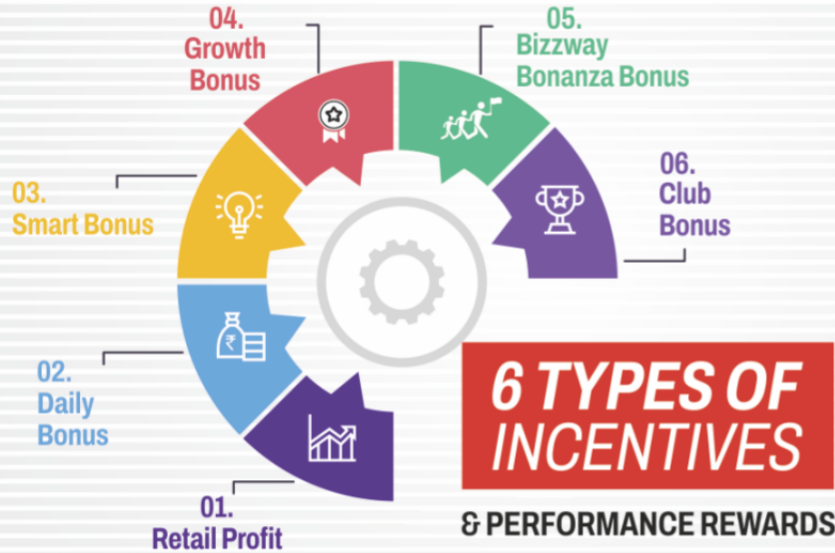 04.
Growth
Bonus
05.
Bizzway
Bonanza Bonus
03.
Smart Bonus
06.
Club
Bonus
₹
02.
Daily
Bonus
6 TYPES OF
INCENTIVES
01.
Retail Profit
& PERFORMANCE REWARDS